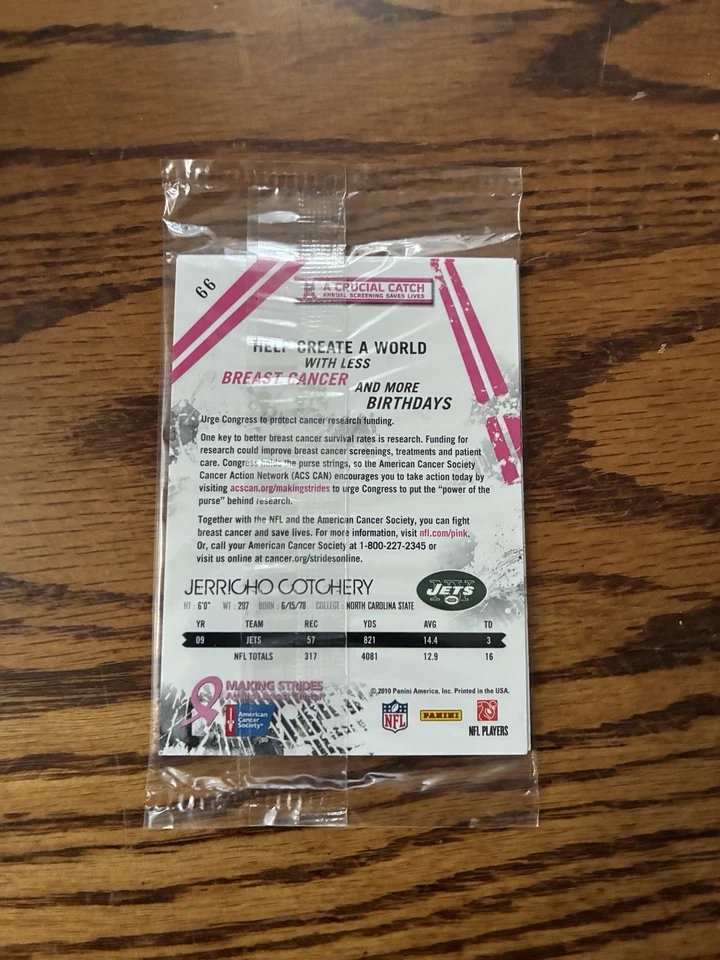 66
A CRUCIAL CATCH
ANNUAL SCREENING SAVES LIVES
HELP CREATE A WORLD
WITH LESS
BREAST CANCER
AND MORE
BIRTHDAYS
Urge Congress to protect cancer research funding.
One key to better breast cancer survival rates is research. Funding for
research could improve breast cancer screenings, treatments and patient
care. Congress holds the purse strings, so the American Cancer Society
Cancer Action Network (ACS CAN) encourages you to take action today by
visiting acscan.org/makingstrides to urge Congress to put the “power of the
purse” behind research.
Together with the NFL and the American Cancer Society, you can fight
breast cancer and save lives. For more information, visit nfl.com/pink.
Or, call your American Cancer Society at 1-800-227-2345 or
visit us online at cancer.org/stridesonline.
JERRICHO COTCHERY
JETS
HT: 6'0" WT: 207 BORN: 6/15/78 COLLEGE: NORTH CAROLINA STATE
YR TEAM REC YDS AVG TD
09 JETS 57 821 14.4 3
NFL TOTALS 317 4081 12.9 16
MAKING STRIDES
Against Breast Cancer
© 2010 Panini America, Inc. Printed in the USA.
American
Cancer
Society®
NFL
PANINI
NFL PLAYERS